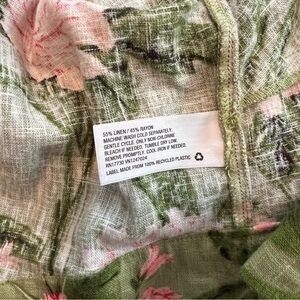 55% LINEN / 45% RAYON
MACHINE WASH COLD SEPARATELY.
GENTLE CYCLE. ONLY NON-CHLORINE
BLEACH IF NEEDED. TUMBLE DRY LOW.
REMOVE PROMPTLY. COOL IRON IF NEEDED.
RN17730 VN1247024
LABEL MADE FROM 100% RECYCLED PLASTIC